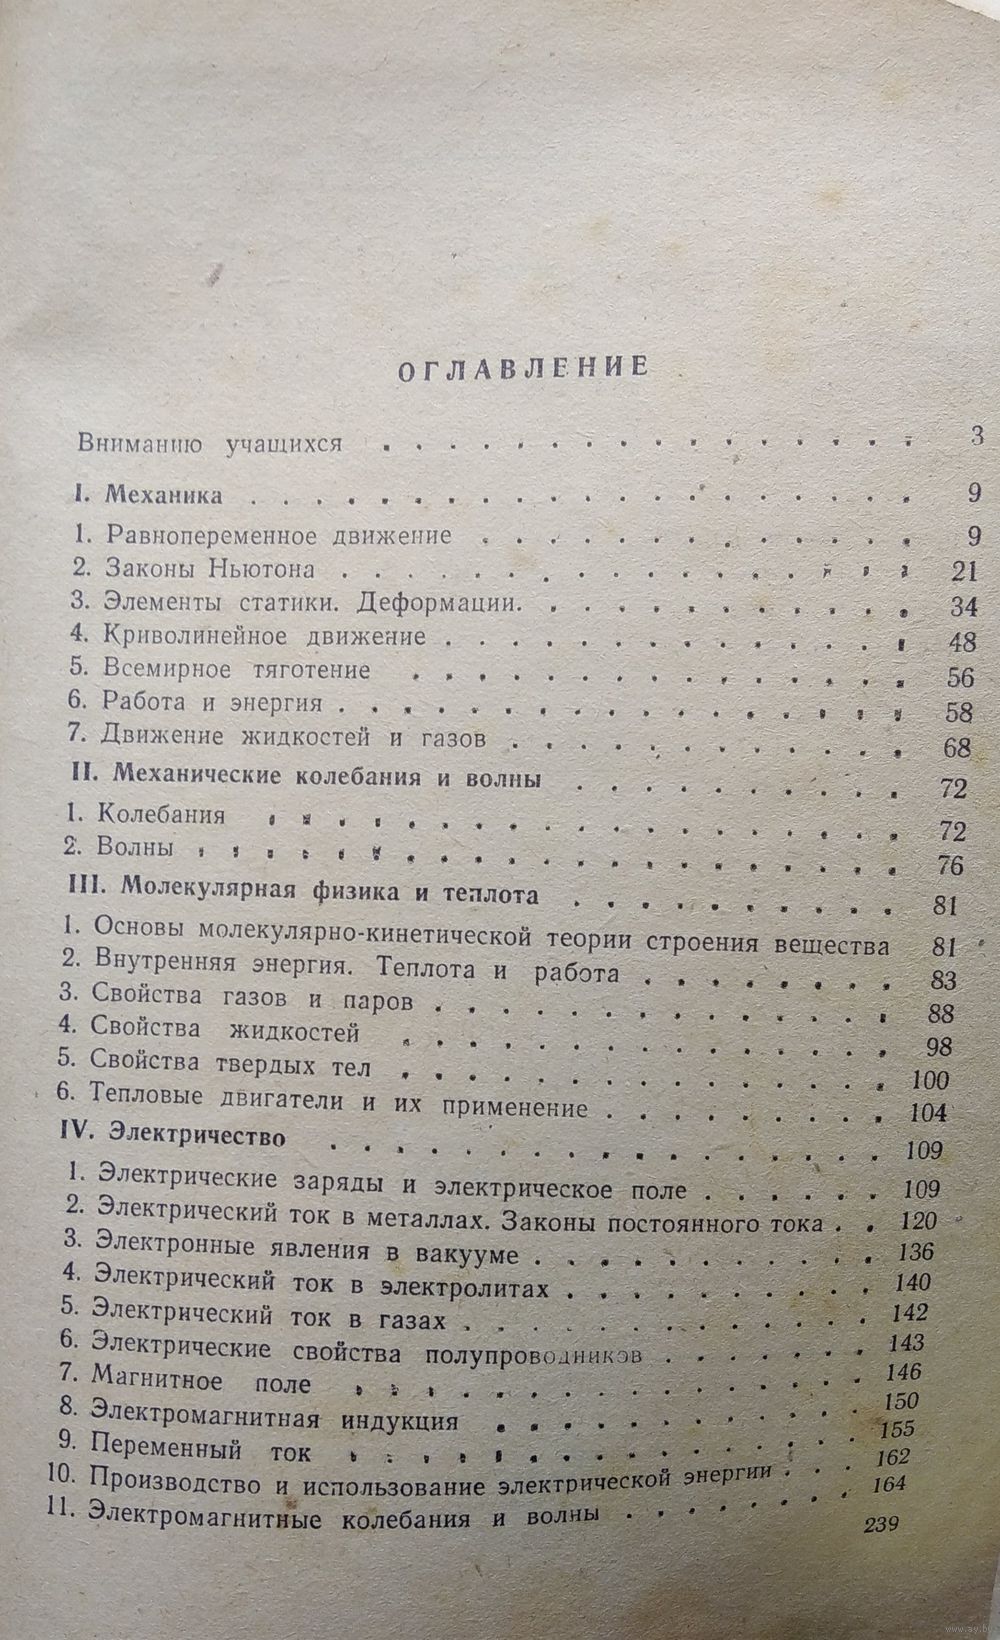 ОГЛАВЛЕНИЕ
Вниманию учащихся . . . . . . . . . . . . . . . . 3
I. Механика . . . . . . . . . . . . . . . . . . . . 9
1. Равнопеременное движение . . . . . . . . . . . . . 9
2. Законы Ньютона . . . . . . . . . . . . . . . . . 21
3. Элементы статики. Деформации. . . . . . . . . . . . 34
4. Криволинейное движение . . . . . . . . . . . . . . 48
5. Всемирное тяготение . . . . . . . . . . . . . . . 56
6. Работа и энергия . . . . . . . . . . . . . . . . . 58
7. Движение жидкостей и газов . . . . . . . . . . . . 68
II. Механические колебания и волны . . . . . . . . . . 72
1. Колебания . . . . . . . . . . . . . . . . . . . 72
2. Волны . . . . . . . . . . . . . . . . . . . . . 76
III. Молекулярная физика и теплота . . . . . . . . . . 81
1. Основы молекулярно-кинетической теории строения вещества 81
2. Внутренняя энергия. Теплота и работа . . . . . . . . 83
3. Свойства газов и паров . . . . . . . . . . . . . . 88
4. Свойства жидкостей . . . . . . . . . . . . . . . 98
5. Свойства твердых тел . . . . . . . . . . . . . . . 100
6. Тепловые двигатели и их применение . . . . . . . . . 104
IV. Электричество . . . . . . . . . . . . . . . . . 109
1. Электрические заряды и электрическое поле . . . . . . 109
2. Электрический ток в металлах. Законы постоянного тока . . 120
3. Электронные явления в вакууме . . . . . . . . . . . 136
4. Электрический ток в электролитах . . . . . . . . . . 140
5. Электрический ток в газах . . . . . . . . . . . . . 142
6. Электрические свойства полупроводников . . . . . . . 143
7. Магнитное поле . . . . . . . . . . . . . . . . 146
8. Электромагнитная индукция . . . . . . . . . . . . 150
9. Переменный ток . . . . . . . . . . . . . . . . 155
10. Производство и использование электрической энергии . . . 162
11. Электромагнитные колебания и волны . . . . . . . . 164
239
www.ay.by